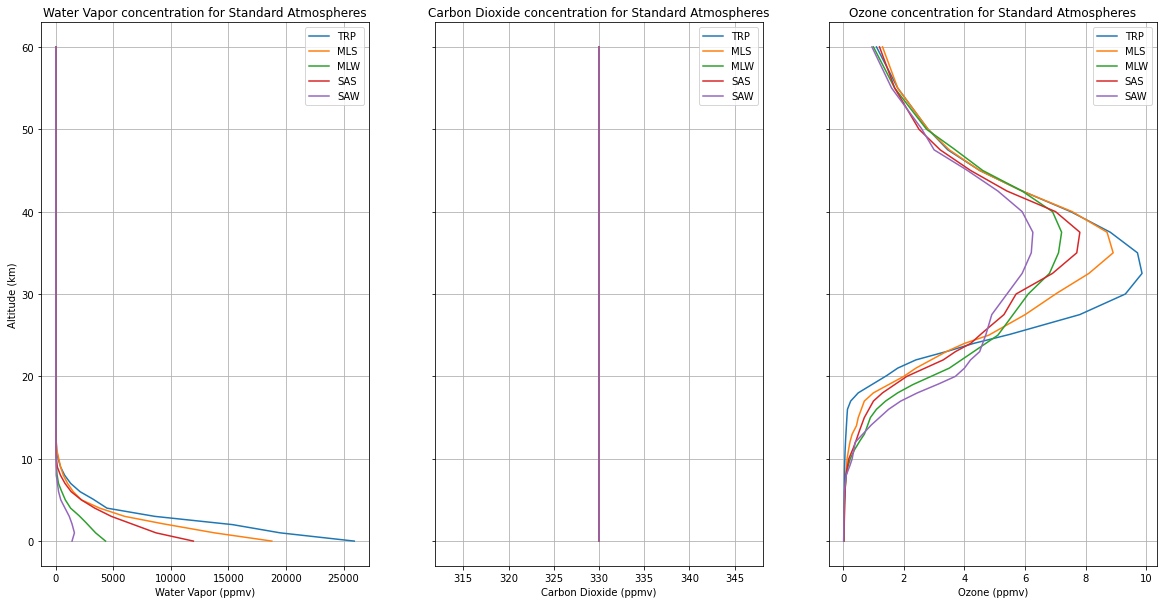 Water Vapor concentration for Standard Atmospheres
TRP
MLS
MLW
SAS
SAW
60
50
40
30
20
10
0
Altitude (km)
0
5000
10000
15000
20000
25000
Water Vapor (ppmv)
Carbon Dioxide concentration for Standard Atmospheres
TRP
MLS
MLW
SAS
SAW
315
320
325
330
335
340
345
Carbon Dioxide (ppmv)
Ozone concentration for Standard Atmospheres
TRP
MLS
MLW
SAS
SAW
0
2
4
6
8
10
Ozone (ppmv)